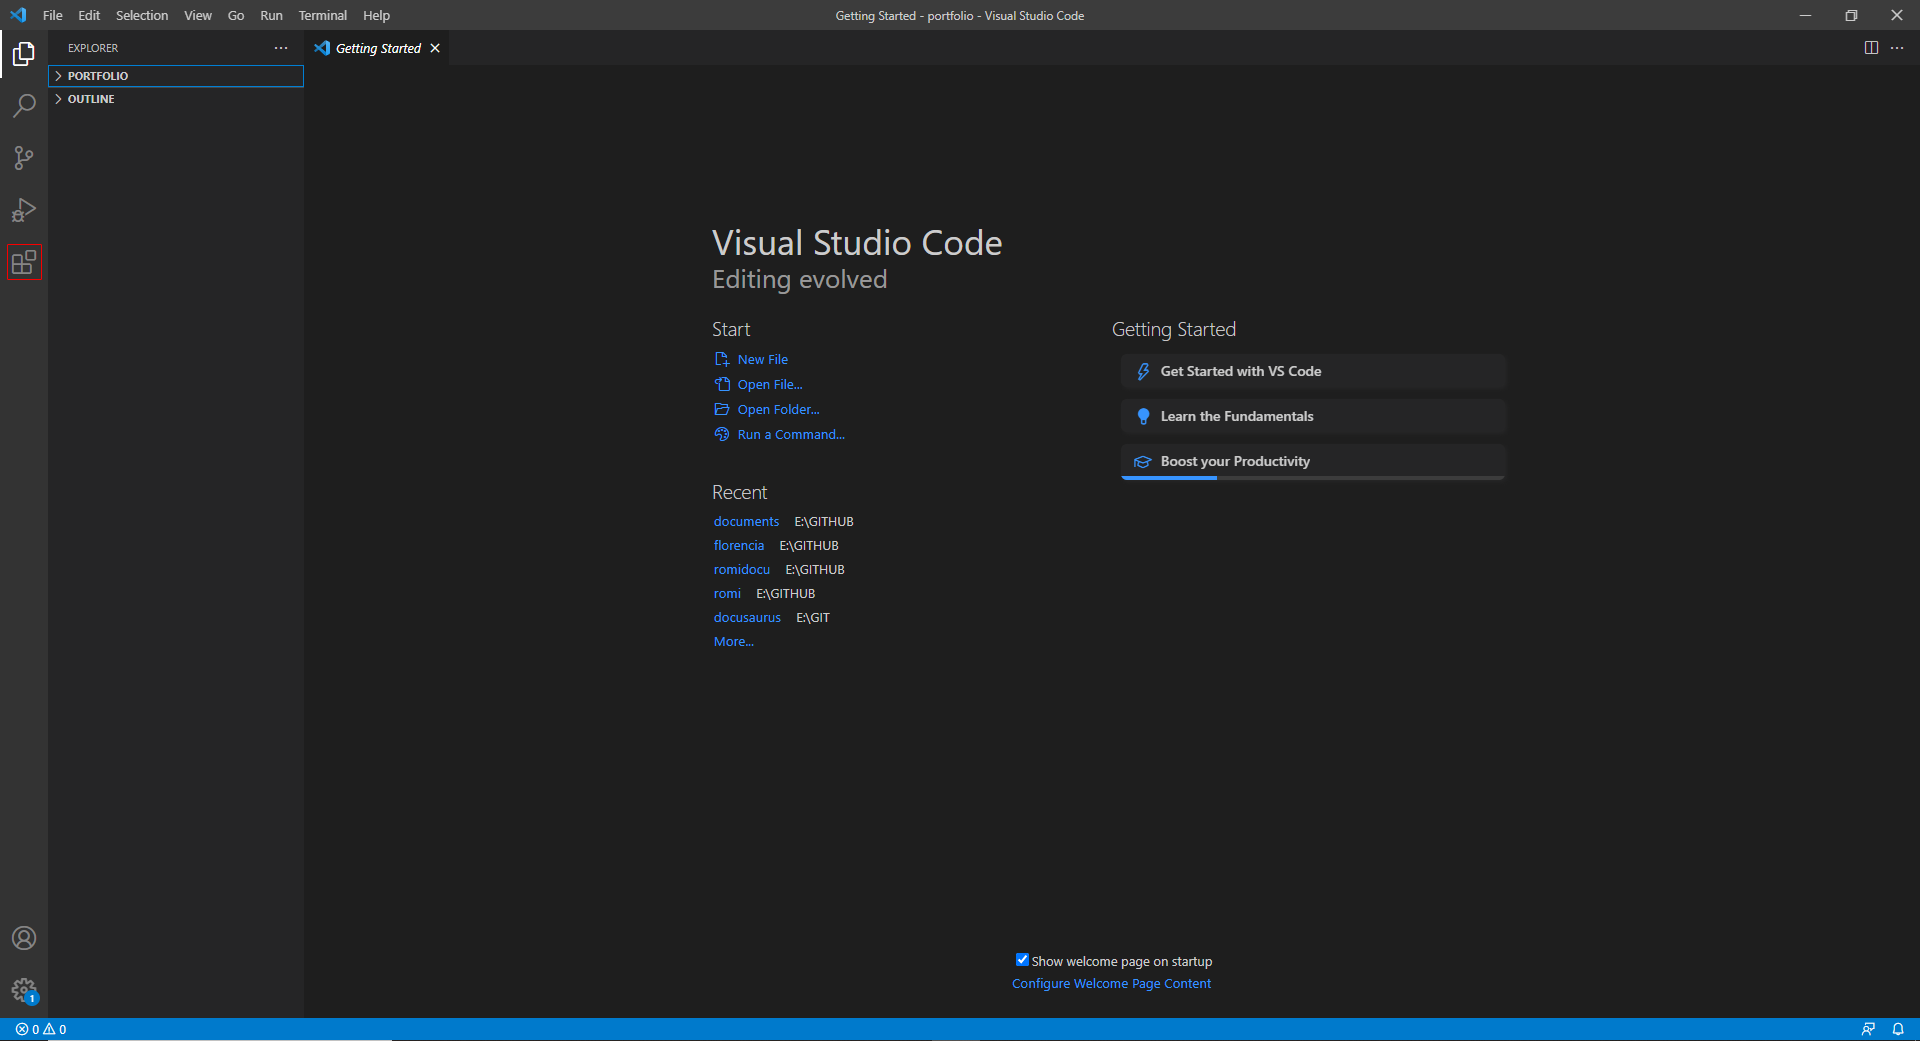 File Edit Selection View Go Run Terminal Help
Getting Started - portfolio - Visual Studio Code
EXPLORER
PORTFOLIO
OUTLINE
Getting Started
Visual Studio Code
Editing evolved
Start
New File
Open File...
Open Folder...
Run a Command...
Recent
documents E:\GITHUB
florencia E:\GITHUB
romidocu E:\GITHUB
romi E:\GITHUB
docusaurus E:\GIT
More...
Getting Started
Get Started with VS Code
Learn the Fundamentals
Boost your Productivity
Show welcome page on startup
Configure Welcome Page Content
1
0 0